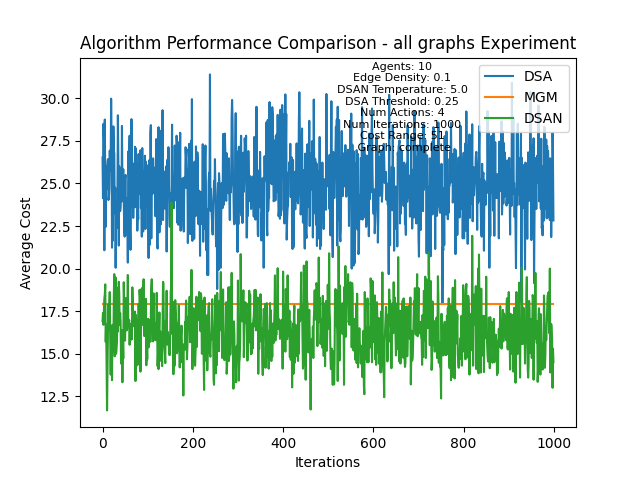 Algorithm Performance Comparison - all graphs Experiment
Agents: 10
Edge Density: 0.1
DSAN Temperature: 5.0
DSA Threshold: 0.25
Num Actions: 4
Num Iterations: 1000
Cost Range: 51
Graph: complete
DSA
MGM
DSAN
Average Cost
30.0
27.5
25.0
22.5
20.0
17.5
15.0
12.5
0 200 400 600 800 1000
Iterations